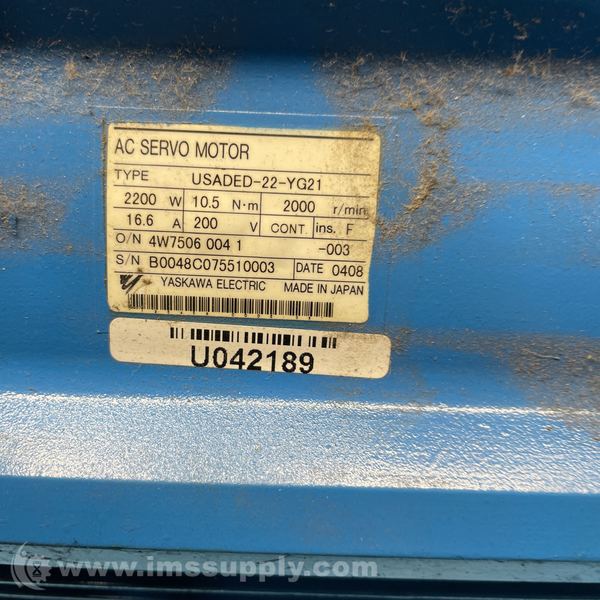 AC SERVO MOTOR
TYPE USADED-22-YG21
2200 W 10.5 N·m 2000 r/min
16.6 A 200 V CONT. ins. F
O/N 4W7506 004 1 -003
S/N B0048C075510003 DATE 0408
YASKAWA ELECTRIC MADE IN JAPAN
U042189
www.imssupply.com